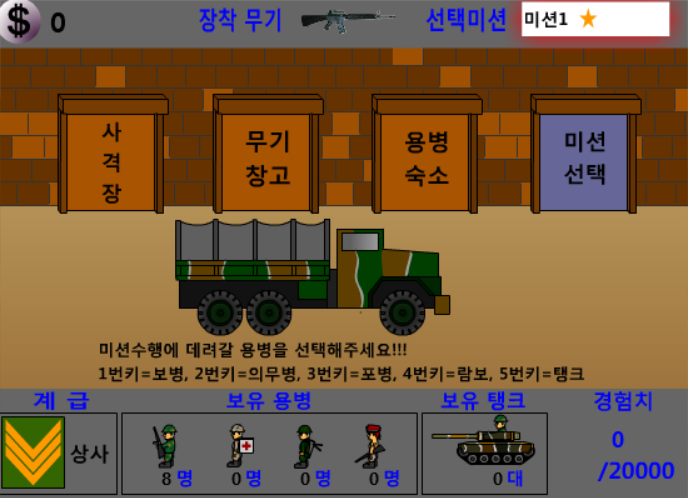 $ 0 장착 무기 선택미션 미션1 ★
사격장
무기 창고
용병 숙소
미션 선택
미션수행에 데려갈 용병을 선택해주세요!!!
1번키=보병, 2번키=의무병, 3번키=포병, 4번키=람보, 5번키=탱크
계 급 보유 용병 보유 탱크 경험치
상사 8 명 0 명 0 명 0 명 0 대 0
/20000